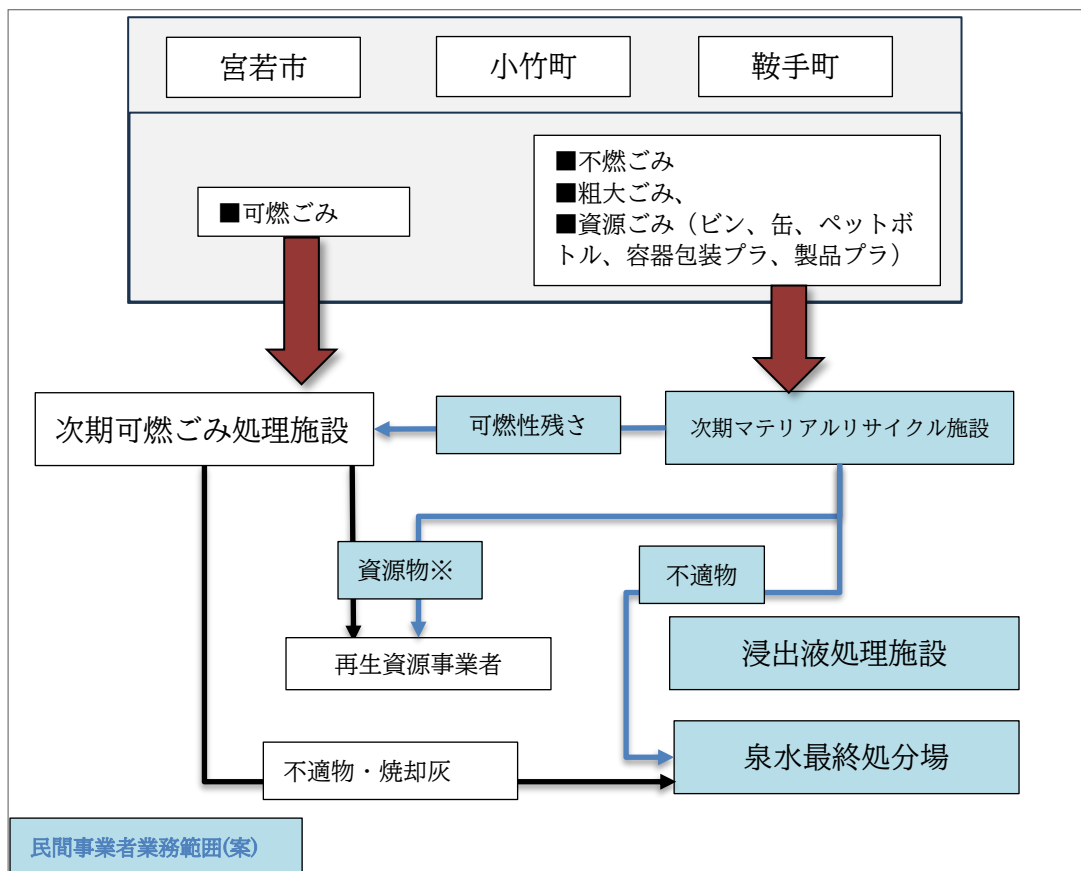 宮若市
小竹町
鞍手町
■可燃ごみ
■不燃ごみ
■粗大ごみ、
■資源ごみ（ビン、缶、ペットボ
トル、容器包装プラ、製品プラ）
次期可燃ごみ処理施設
可燃性残さ
次期マテリアルリサイクル施設
資源物※
不適物
再生資源事業者
浸出液処理施設
不適物・焼却灰
泉水最終処分場
民間事業者業務範囲(案)